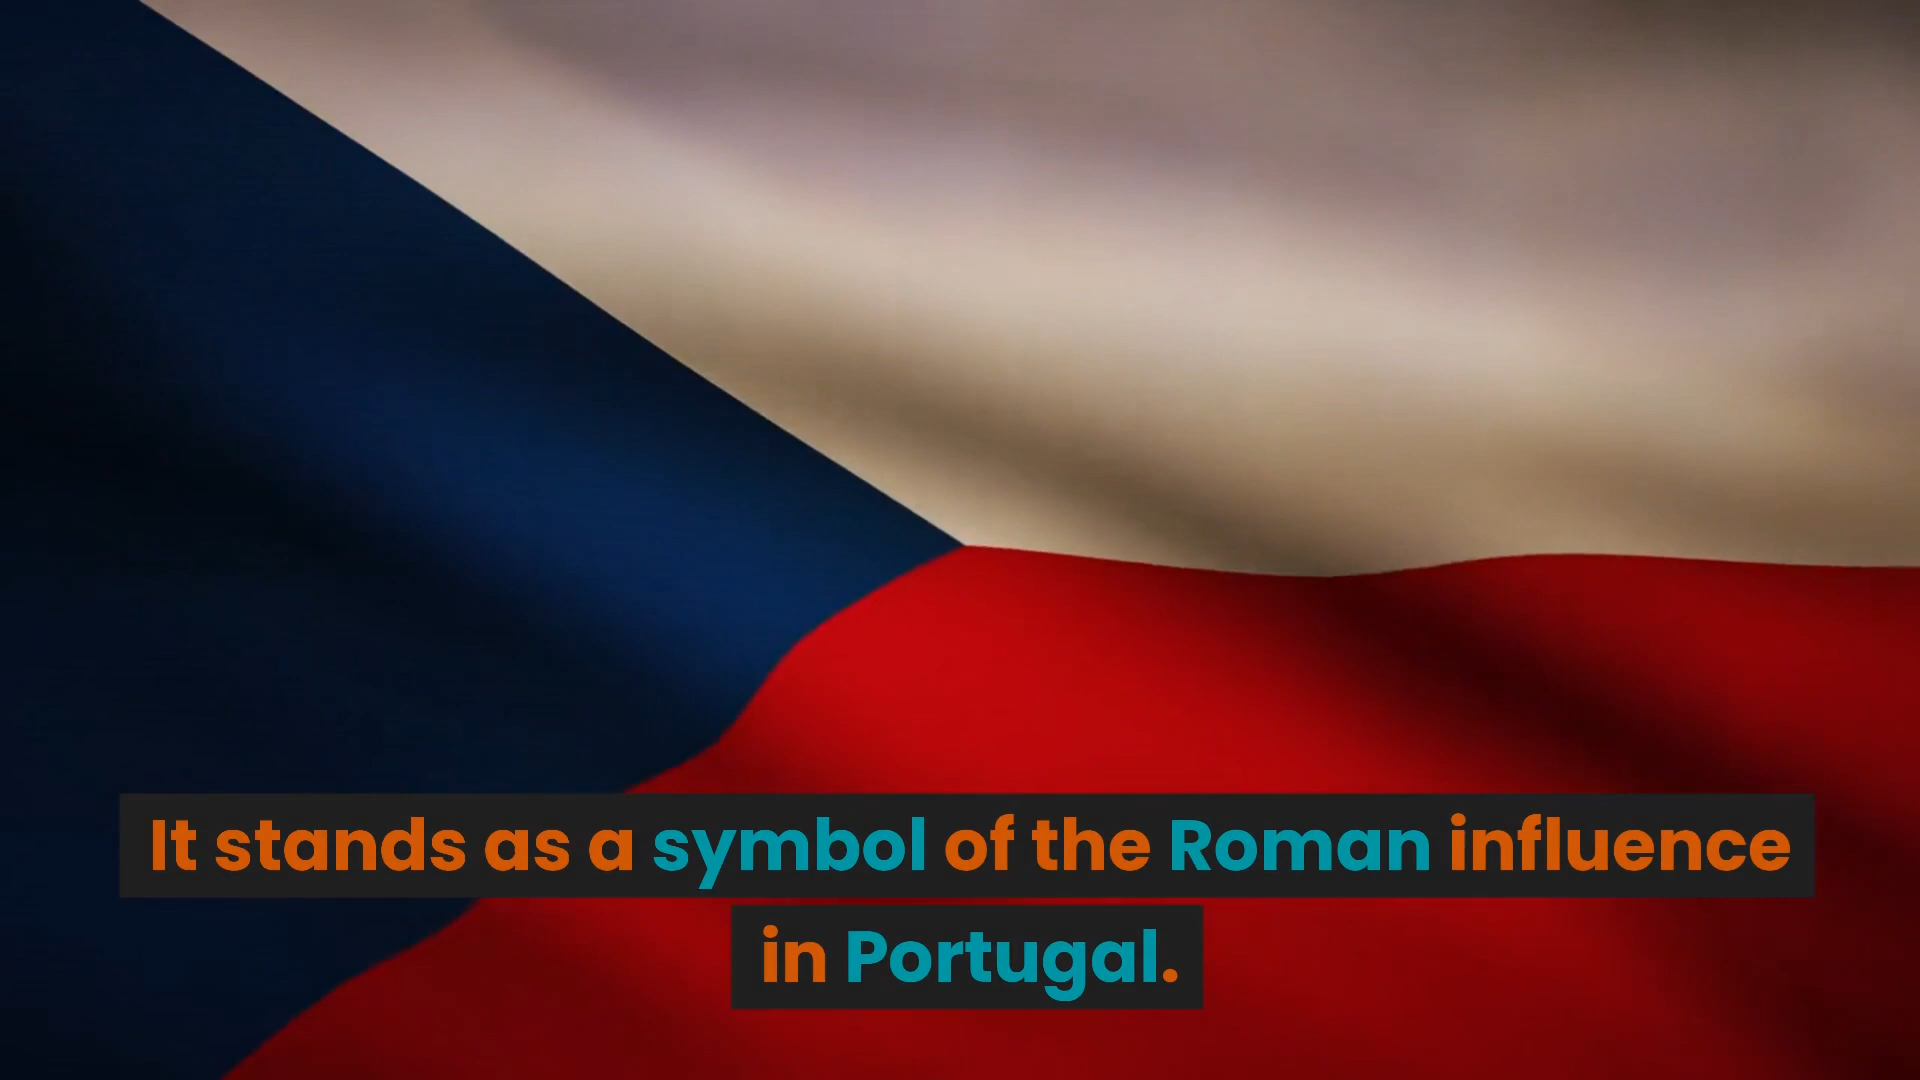 It stands as a symbol of the Roman influence
in Portugal.